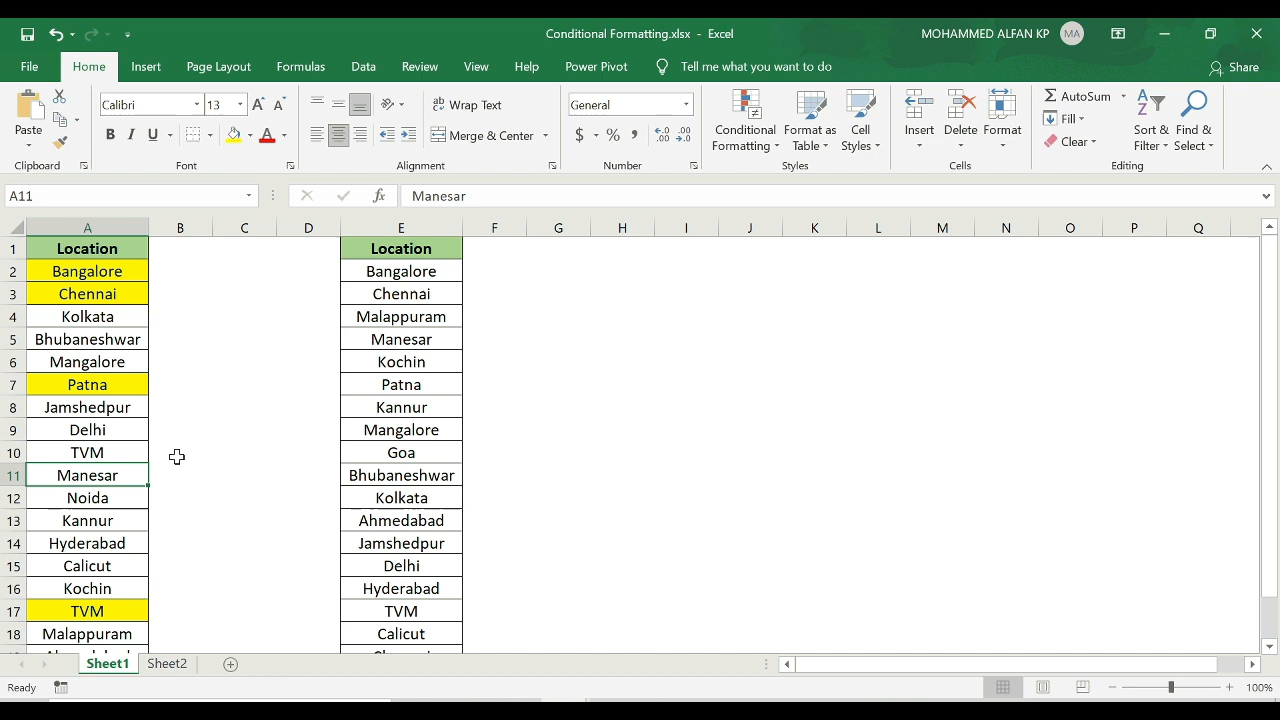 Conditional Formatting.xlsx - Excel
MOHAMMED ALFAN KP MA
File Home Insert Page Layout Formulas Data Review View Help Power Pivot Tell me what you want to do Share
Paste
Calibri 13
B I U
ab Wrap Text
Merge & Center
General
$ % ,
Conditional Formatting
Format as Table
Cell Styles
Insert Delete Format
AutoSum
Fill
Clear
Sort & Filter
Find & Select
Clipboard Font Alignment Number Styles Cells Editing
A11 fx Manesar
A B C D E F G H I J K L M N O P Q
1 Location Location
2 Bangalore Bangalore
3 Chennai Chennai
4 Kolkata Malappuram
5 Bhubaneshwar Manesar
6 Mangalore Kochin
7 Patna Patna
8 Jamshedpur Kannur
9 Delhi Mangalore
10 TVM Goa
11 Manesar Bhubaneshwar
12 Noida Kolkata
13 Kannur Ahmedabad
14 Hyderabad Jamshedpur
15 Calicut Delhi
16 Kochin Hyderabad
17 TVM TVM
18 Malappuram Calicut
Sheet1 Sheet2
Ready 100%